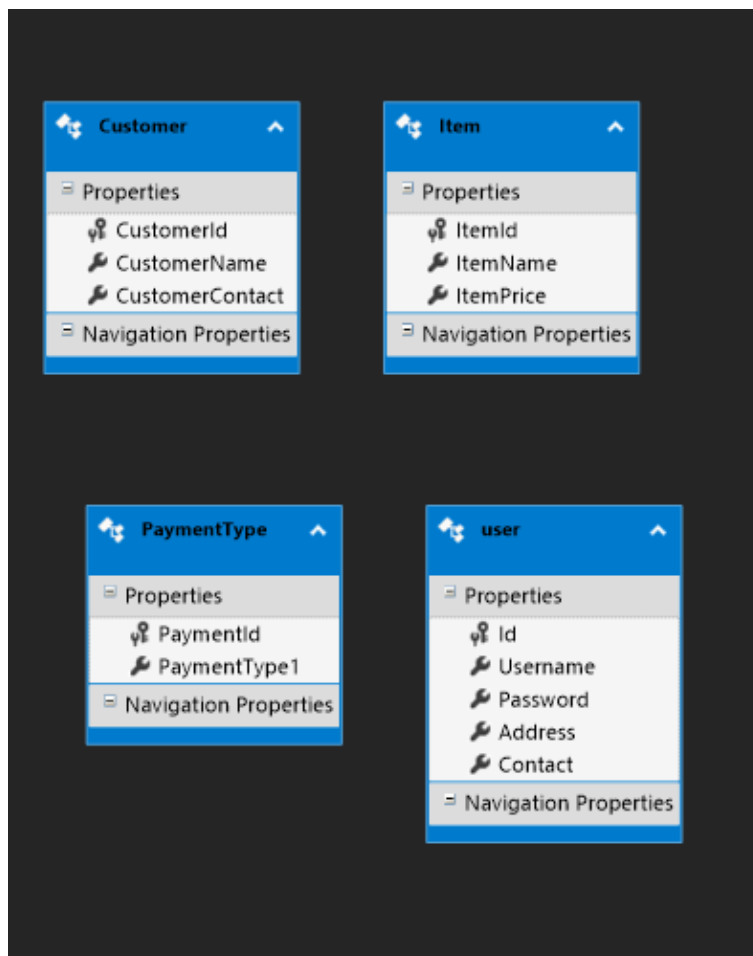 Customer
Properties
CustomerId
CustomerName
CustomerContact
Navigation Properties
Item
Properties
ItemId
ItemName
ItemPrice
Navigation Properties
PaymentType
Properties
PaymentId
PaymentType1
Navigation Properties
user
Properties
Id
Username
Password
Address
Contact
Navigation Properties